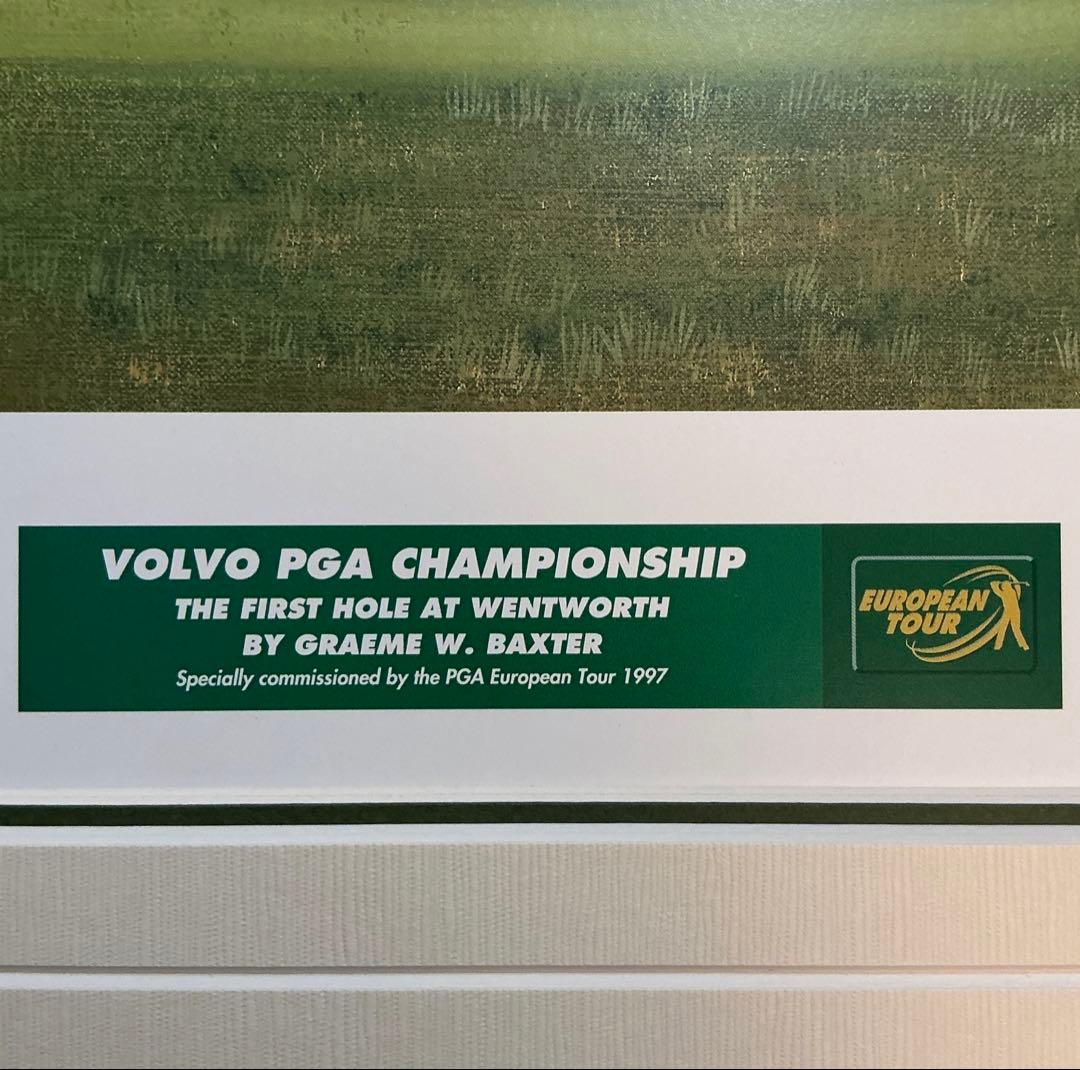 VOLVO PGA CHAMPIONSHIP
THE FIRST HOLE AT WENTWORTH
BY GRAEME W. BAXTER
Specially commissioned by the PGA European Tour 1997
EUROPEAN
TOUR